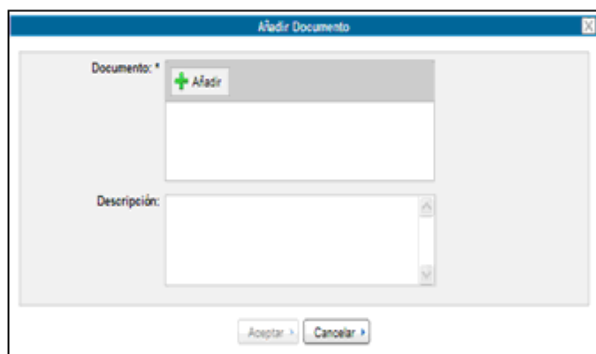 Añadir Documento
Documento: *
Añadir
Descripción:
Aceptar
Cancelar